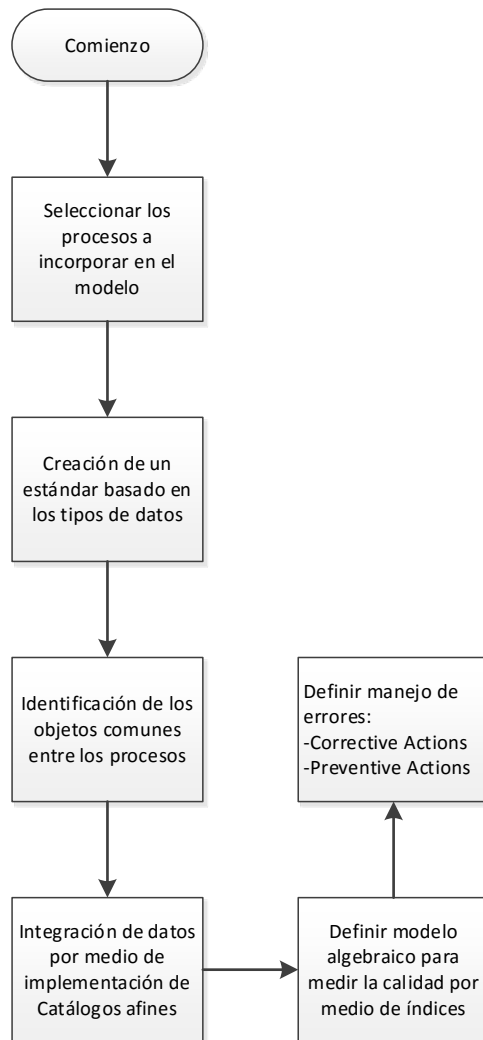 Comienzo
Seleccionar los
procesos a
incorporar en el
modelo
Creación de un
estándar basado en
los tipos de datos
Identificación de los
objetos comunes
entre los procesos
Integración de datos
por medio de
implementación de
Catálogos afines
Definir modelo
algebraico para
medir la calidad por
medio de índices
Definir manejo de
errores:
-Corrective Actions
-Preventive Actions